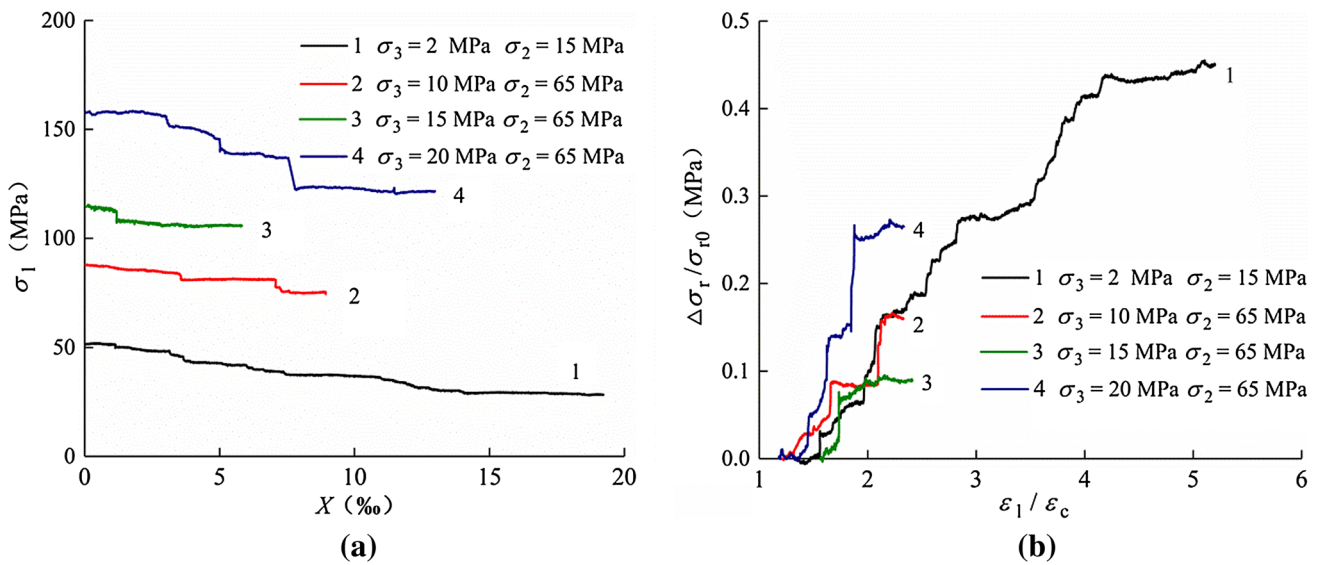 200
150
100
50
0
0
5
10
15
20
σ1 (MPa)
X (‰)
1 σ3 = 2 MPa σ2 = 15 MPa
2 σ3 = 10 MPa σ2 = 65 MPa
3 σ3 = 15 MPa σ2 = 65 MPa
4 σ3 = 20 MPa σ2 = 65 MPa
4
3
2
1
(a)
0.5
0.4
0.3
0.2
0.1
0.0
1
2
3
4
5
6
Δσr/σr0 (MPa)
ε1 / εc
1
4
2
3
1 σ3 = 2 MPa σ2 = 15 MPa
2 σ3 = 10 MPa σ2 = 65 MPa
3 σ3 = 15 MPa σ2 = 65 MPa
4 σ3 = 20 MPa σ2 = 65 MPa
(b)